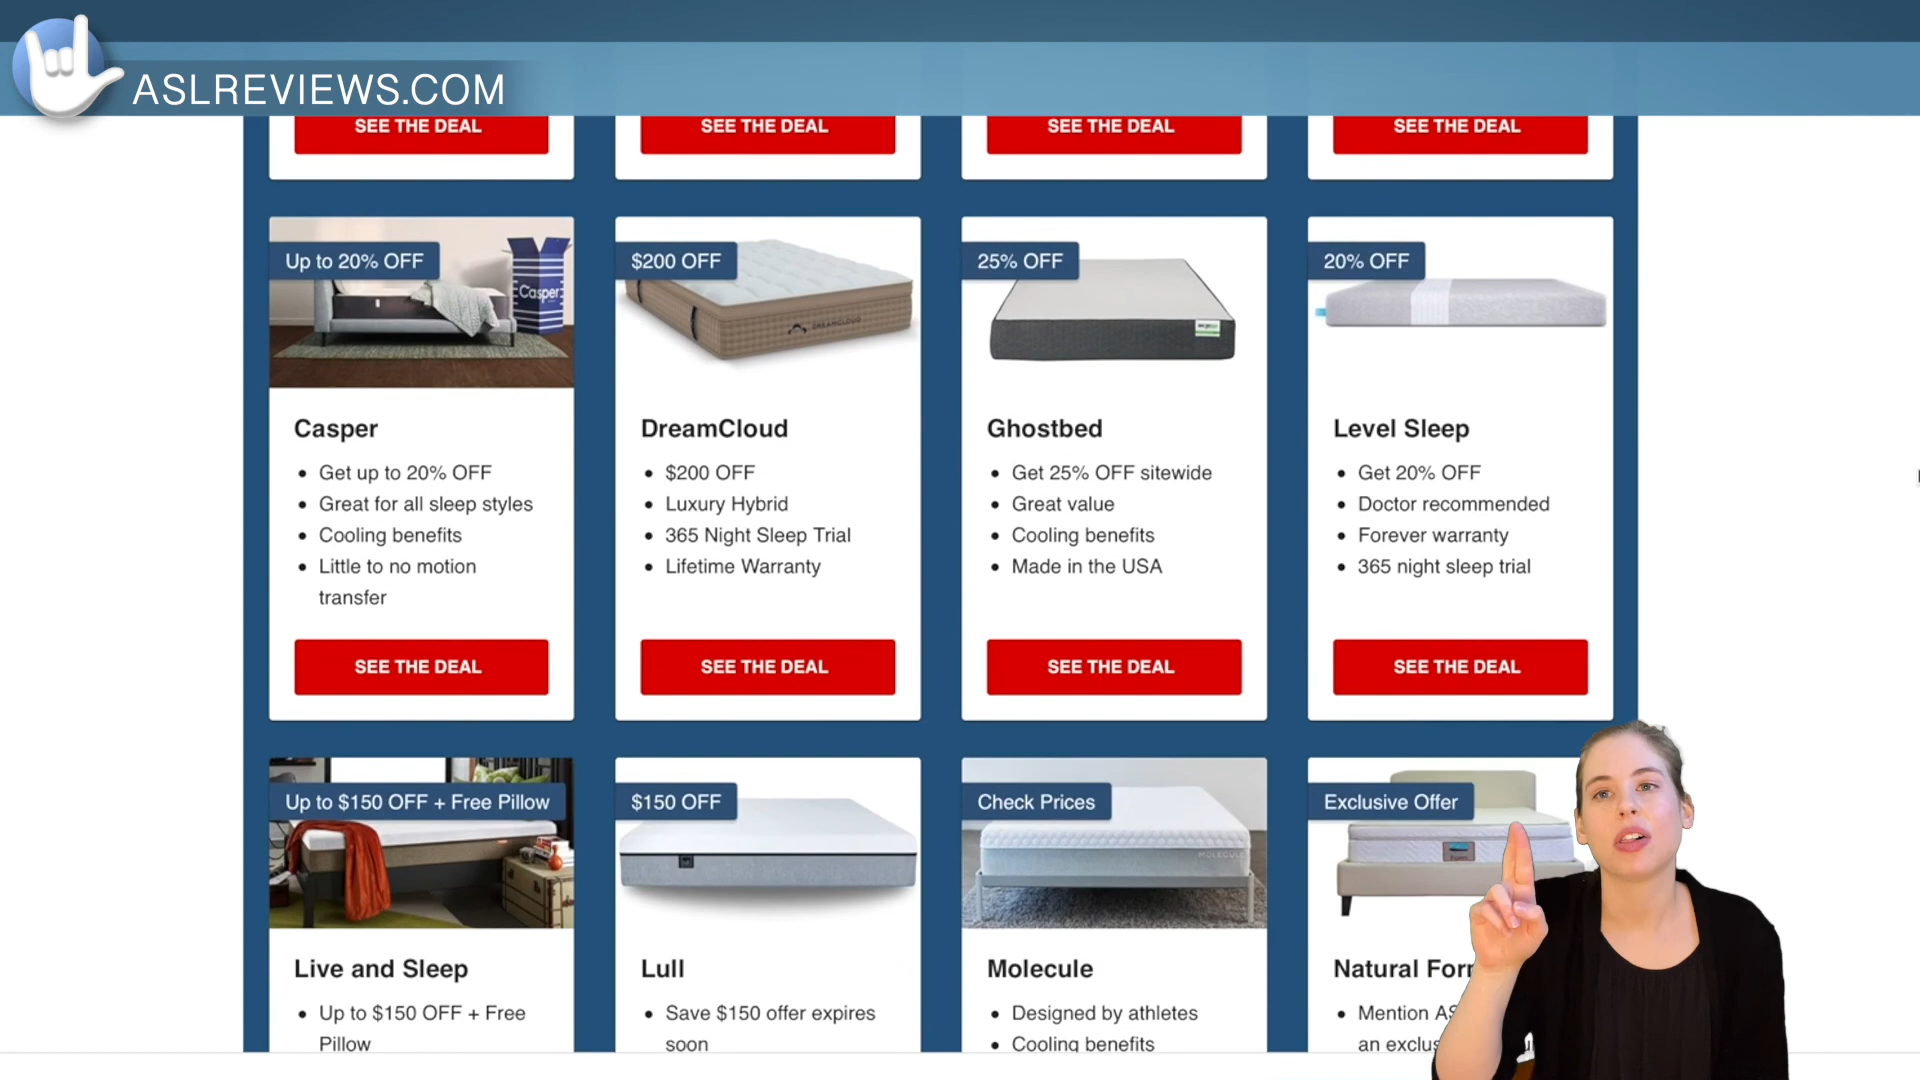 ASLREVIEWS.COM
SEE THE DEAL
SEE THE DEAL
SEE THE DEAL
SEE THE DEAL
Up to 20% OFF
Casper
Casper
Get up to 20% OFF
Great for all sleep styles
Cooling benefits
Little to no motion
transfer
SEE THE DEAL
$200 OFF
DREAMCLOUD
DreamCloud
$200 OFF
Luxury Hybrid
365 Night Sleep Trial
Lifetime Warranty
SEE THE DEAL
25% OFF
Ghostbed
Get 25% OFF sitewide
Great value
Cooling benefits
Made in the USA
SEE THE DEAL
20% OFF
Level Sleep
Get 20% OFF
Doctor recommended
Forever warranty
365 night sleep trial
SEE THE DEAL
Up to $150 OFF + Free Pillow
Live and Sleep
Up to $150 OFF + Free
Pillow
$150 OFF
Lull
Save $150 offer expires
soon
Check Prices
MOLECULE
Molecule
Designed by athletes
Cooling benefits
Exclusive Offer
Natural
Mention
an